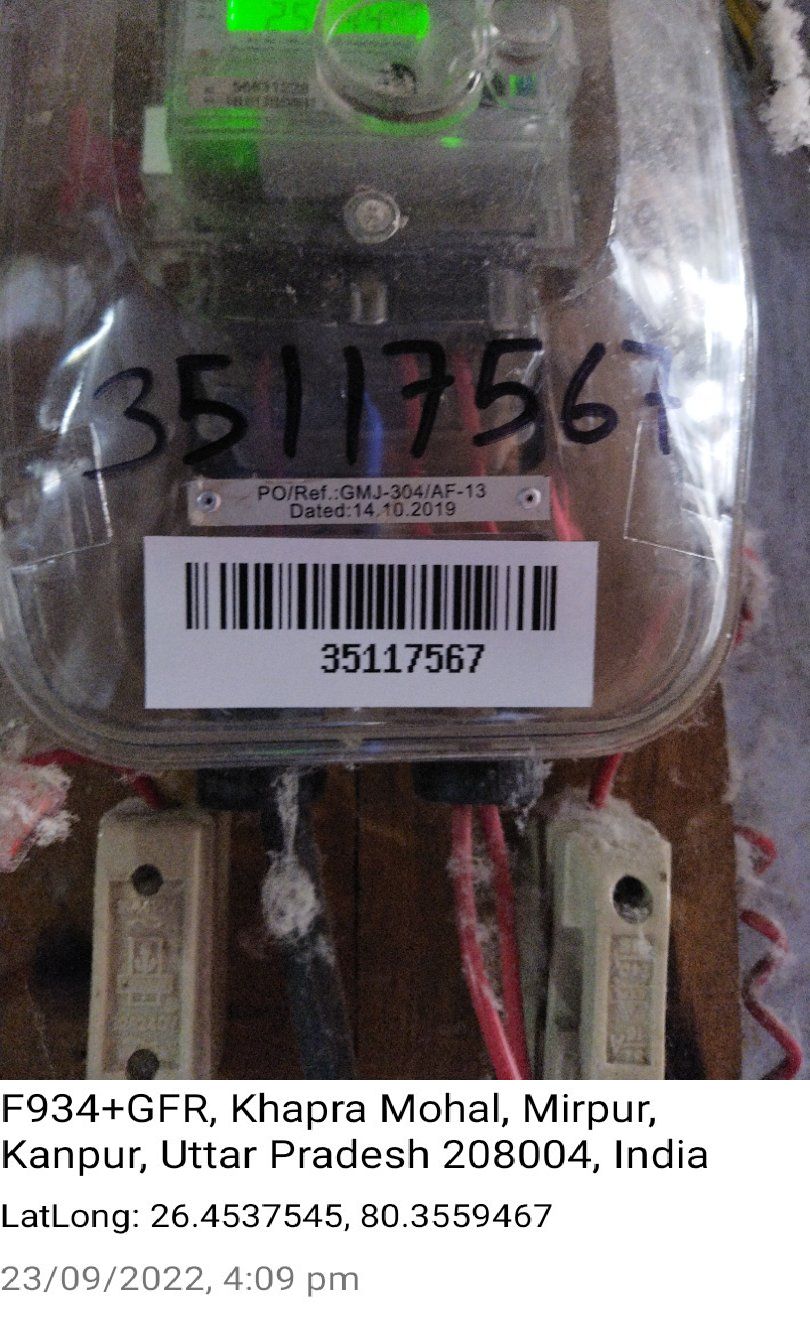 35117567
PO/Ref.:GMJ-304/AF-13
Dated:14.10.2019
35117567
F934+GFR, Khapra Mohal, Mirpur,
Kanpur, Uttar Pradesh 208004, India
LatLong: 26.4537545, 80.3559467
23/09/2022, 4:09 pm